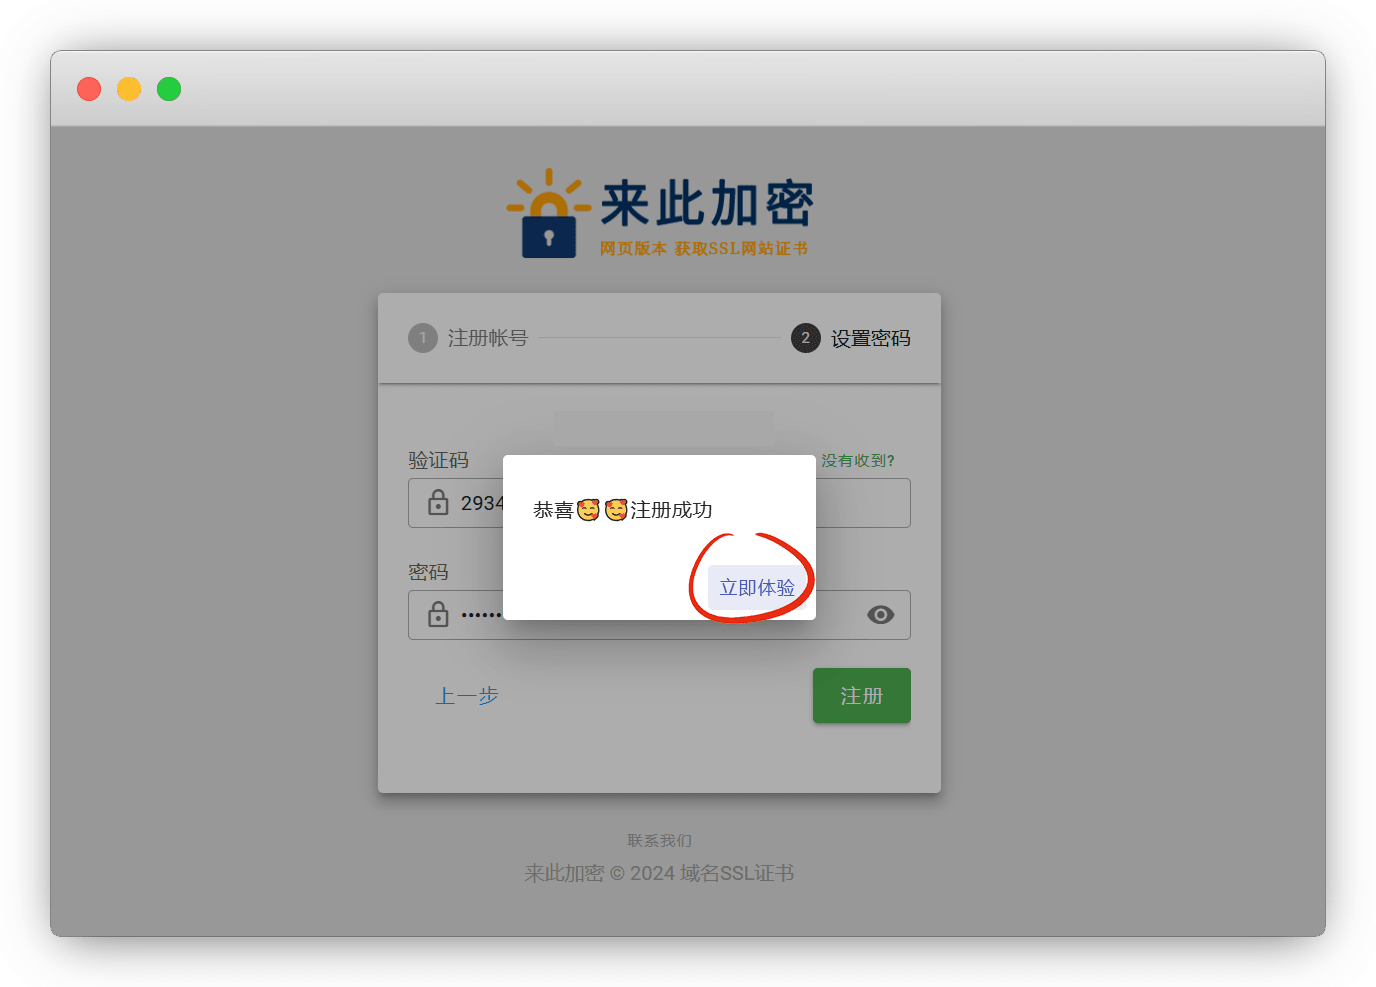 来此加密
网页版本 获取SSL网站证书
1 注册帐号
2 设置密码
验证码
没有收到?
2934
恭喜🥰🥰注册成功
立即体验
密码
••••••
上一步
注册
联系我们
来此加密 © 2024 域名SSL证书